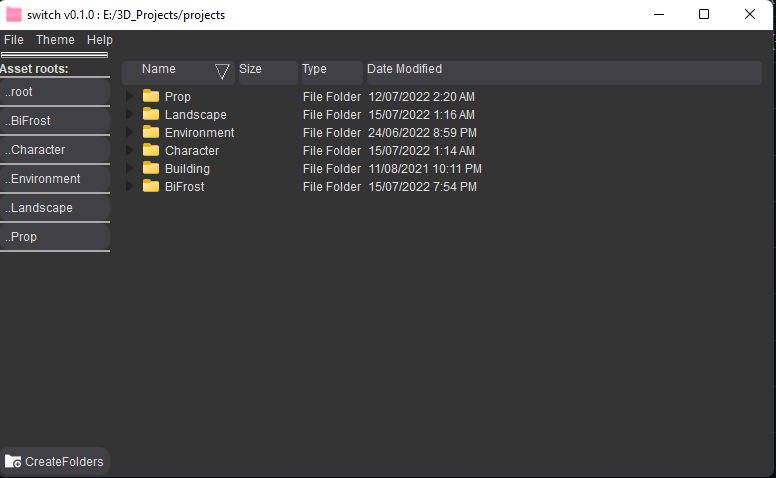 switch v0.1.0 : E:/3D_Projects/projects
File Theme Help
Asset roots:
..root
..BiFrost
..Character
..Environment
..Landscape
..Prop
CreateFolders
Name Size Type Date Modified
Prop File Folder 12/07/2022 2:20 AM
Landscape File Folder 15/07/2022 1:16 AM
Environment File Folder 24/06/2022 8:59 PM
Character File Folder 15/07/2022 1:14 AM
Building File Folder 11/08/2021 10:11 PM
BiFrost File Folder 15/07/2022 7:54 PM